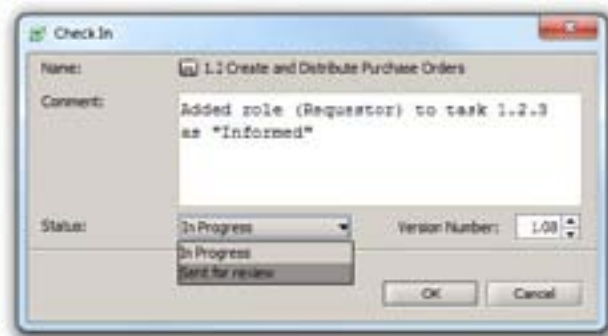 Check In
Name: 1.1 Create and Distribute Purchase Orders
Comment: Added role (Requestor) to task 1.2.3
as "Informed"
Status: In Progress Version Number: 1.08
In Progress
Sent for review
OK Cancel